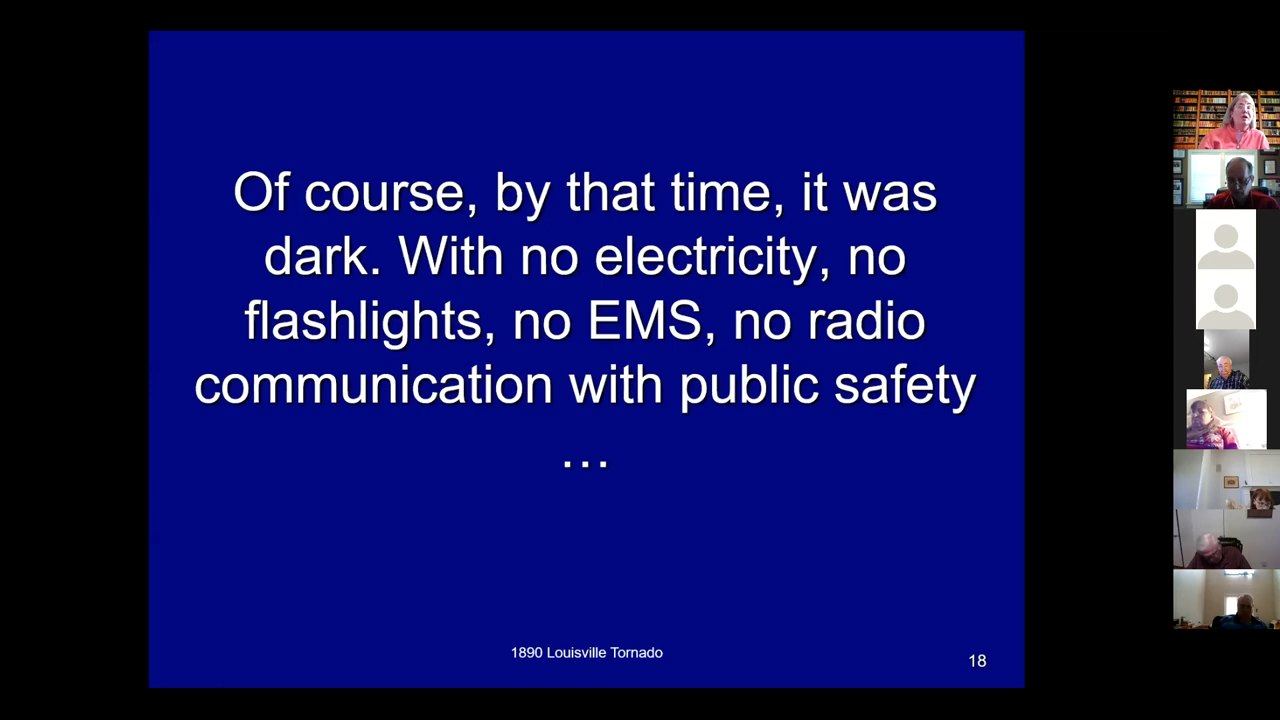 Of course, by that time, it was
dark. With no electricity, no
flashlights, no EMS, no radio
communication with public safety
…
1890 Louisville Tornado
18